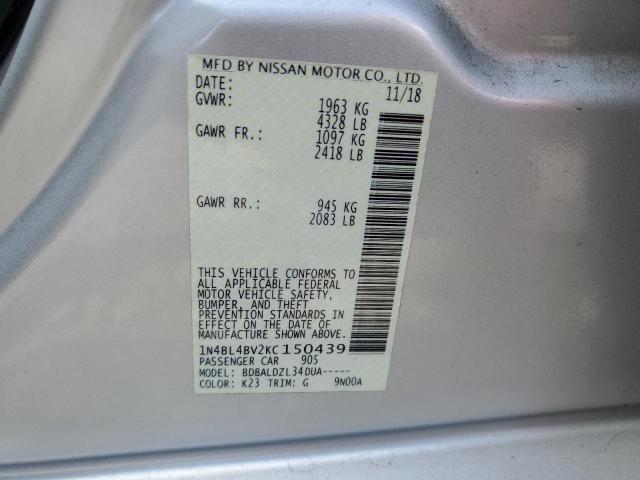 MFD BY NISSAN MOTOR CO., LTD.
DATE: 11/18
GVWR: 1963 KG
4328 LB
GAWR FR.: 1097 KG
2418 LB
GAWR RR.: 945 KG
2083 LB
THIS VEHICLE CONFORMS TO
ALL APPLICABLE FEDERAL
MOTOR VEHICLE SAFETY,
BUMPER, AND THEFT
PREVENTION STANDARDS IN
EFFECT ON THE DATE OF
MANUFACTURE SHOWN ABOVE.
1N4BL4BV2KC150439
PASSENGER CAR 905
MODEL: BDBALDZL34DUA-----
COLOR: K23 TRIM: G 9N00A